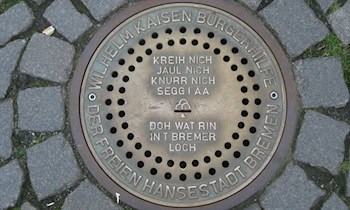 WILHELM KAISEN BÜRGERHILFE
KREIH NICH
JAUL NICH
KNURR NICH
SEGG I AA
DOH WAT RIN
IN'T BREMER
LOCH
DER FREIEN HANSESTADT BREMEN